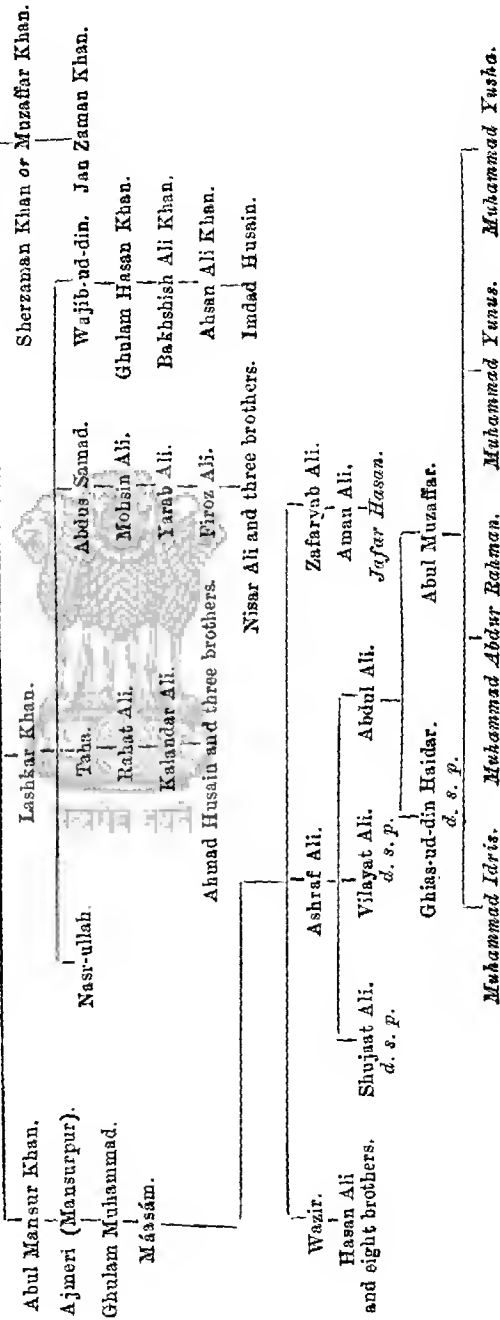 Abul Mansur Khan. Lashkar Khan. Sherzaman Khan or Muzaffar Khan.
Ajmeri (Mansurpur). Nasr-ullah. Taha. Abdus Samad. Wajib-ud-din. Jan Zaman Khan.
Ghulam Muhammad. Rahat Ali. Mohsin Ali. Ghulam Hasan Khan.
Máasám. Kalandar Ali. Yarab Ali. Bakhshish Ali Khan.
Ahmad Husain and three brothers. Firoz Ali. Ahsan Ali Khan.
Nisar Ali and three brothers. Imdad Husain.
Wazir. Ashraf Ali. Zafaryab Ali.
Hasan Ali and eight brothers. Shujaat Ali. Vilayat Ali. Abdul Ali. Aman Ali.
d. s. p. d. s. p. Jafar Hasan.
Ghias-ud-din Haidar. Abul Muzaffar.
d. s. p.
Muhammad Idris. Muhammad Abdur Rahman. Muhammad Yunus. Muhammad Yusha.